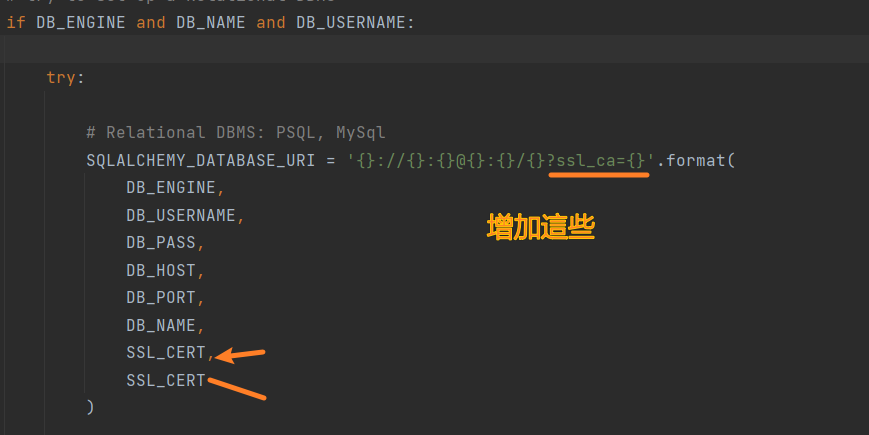 if DB_ENGINE and DB_NAME and DB_USERNAME:
try:
# Relational DBMS: PSQL, MySql
SQLALCHEMY_DATABASE_URI = '{}://{}:{}@{}:{}/{}?ssl_ca={}'.format(
DB_ENGINE,
DB_USERNAME,
增加這些
DB_PASS,
DB_HOST,
DB_PORT,
DB_NAME,
SSL_CERT,
SSL_CERT
)